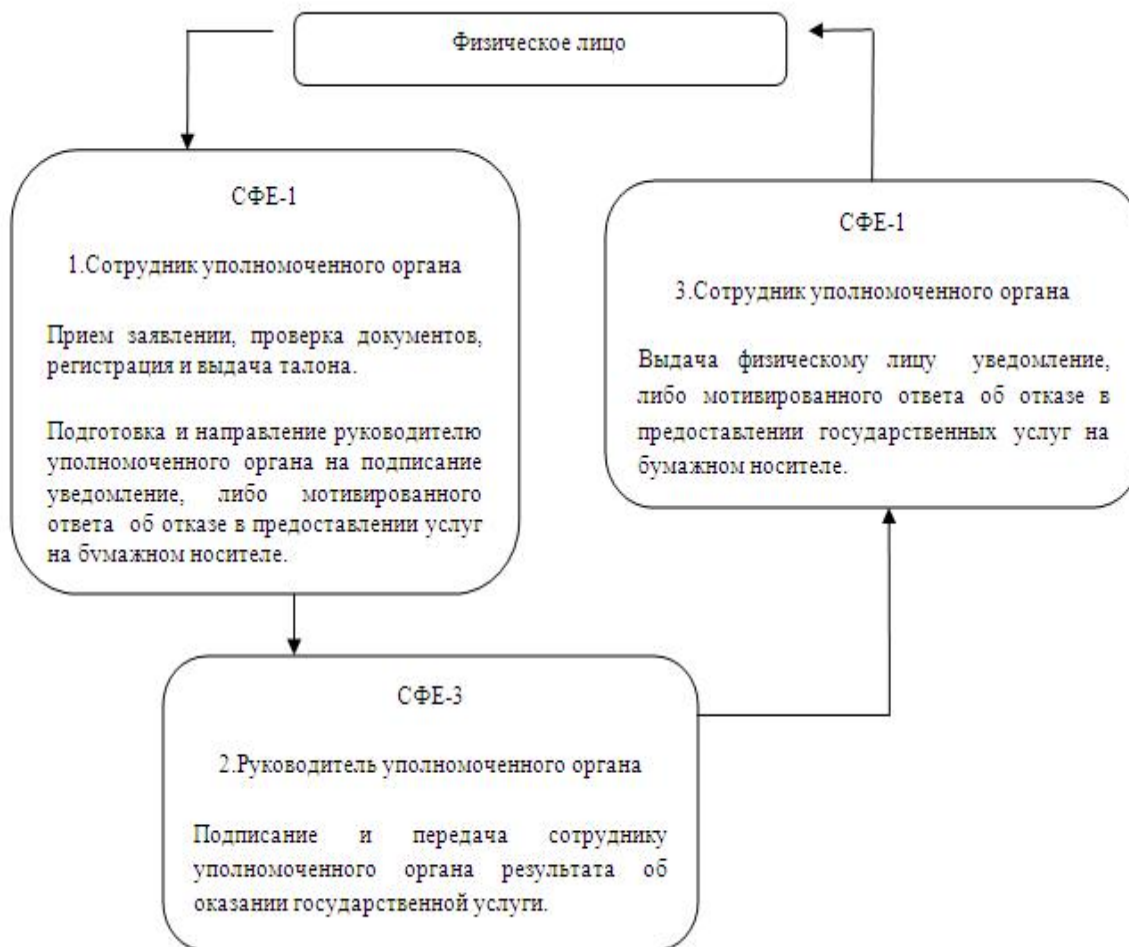 Физическое лицо
СФЕ-1
1.Сотрудник уполномоченного органа
Прием заявлении, проверка документов,
регистрация и выдача талона.
Подготовка и направление руководителю
уполномоченного органа на подписание
уведомление, либо мотивированного
ответа об отказе в предоставлении услуг
на бумажном носителе.
СФЕ-3
2.Руководитель уполномоченного органа
Подписание и передача сотруднику
уполномоченного органа результата об
оказании государственной услуги.
СФЕ-1
3.Сотрудник уполномоченного органа
Выдача физическому лицу уведомление,
либо мотивированного ответа об отказе в
предоставлении государственных услуг на
бумажном носителе.